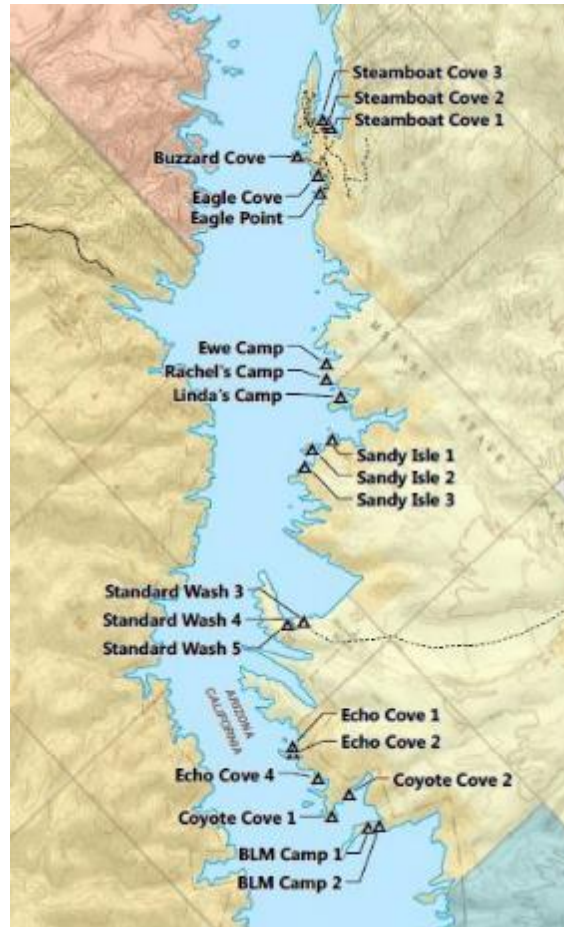 Steamboat Cove 3
Steamboat Cove 2
Steamboat Cove 1
Buzzard Cove
Eagle Cove
Eagle Point
Ewe Camp
Rachel's Camp
Linda's Camp
Sandy Isle 1
Sandy Isle 2
Sandy Isle 3
Standard Wash 3
Standard Wash 4
Standard Wash 5
ARIZONA
CALIFORNIA
Echo Cove 1
Echo Cove 2
Echo Cove 4
Coyote Cove 2
Coyote Cove 1
BLM Camp 1
BLM Camp 2